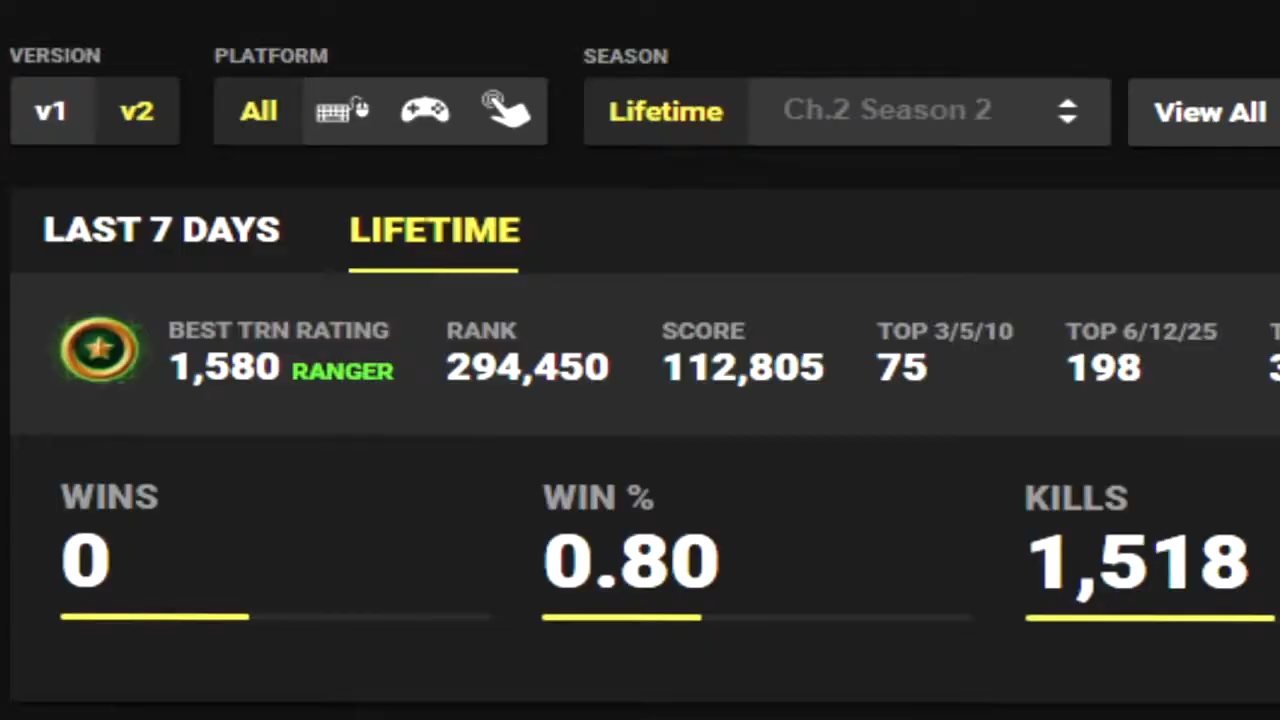 VERSION PLATFORM SEASON
v1 v2 All Lifetime Ch.2 Season 2 View All
LAST 7 DAYS LIFETIME
BEST TRN RATING RANK SCORE TOP 3/5/10 TOP 6/12/25
1,580 RANGER 294,450 112,805 75 198
WINS WIN % KILLS
0 0.80 1,518